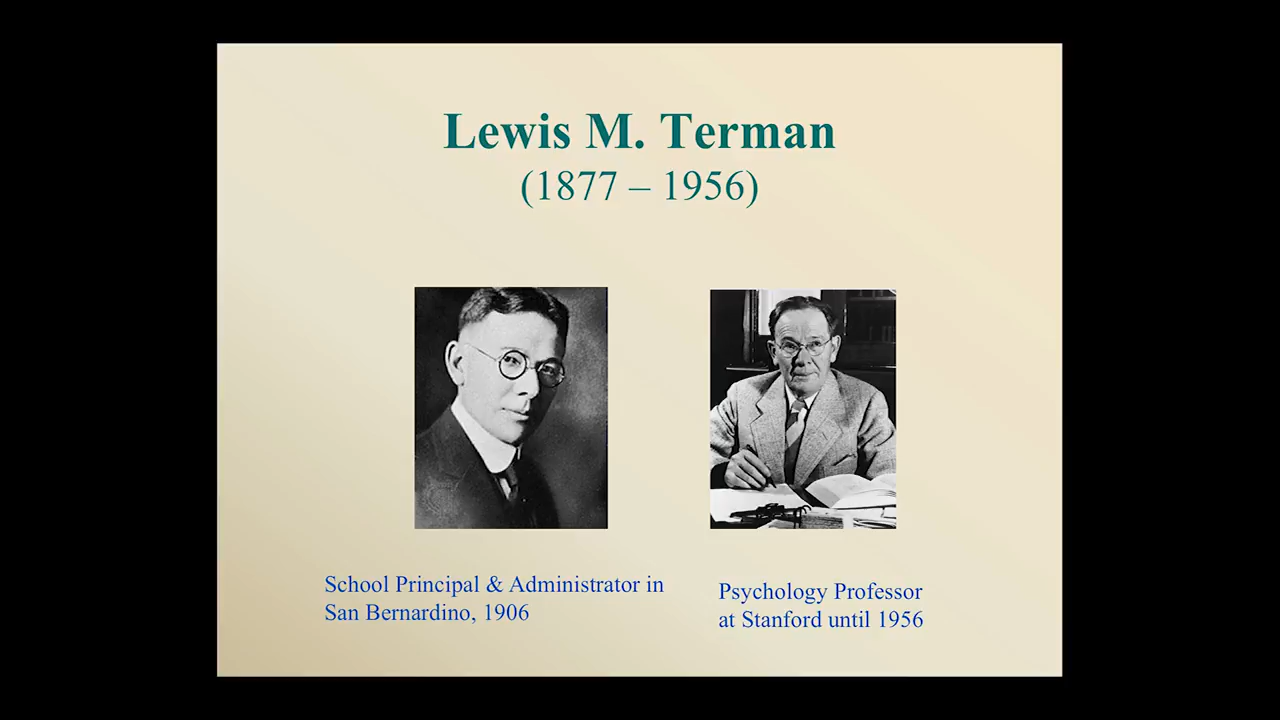 Lewis M. Terman
(1877 – 1956)
School Principal & Administrator in
San Bernardino, 1906
Psychology Professor
at Stanford until 1956